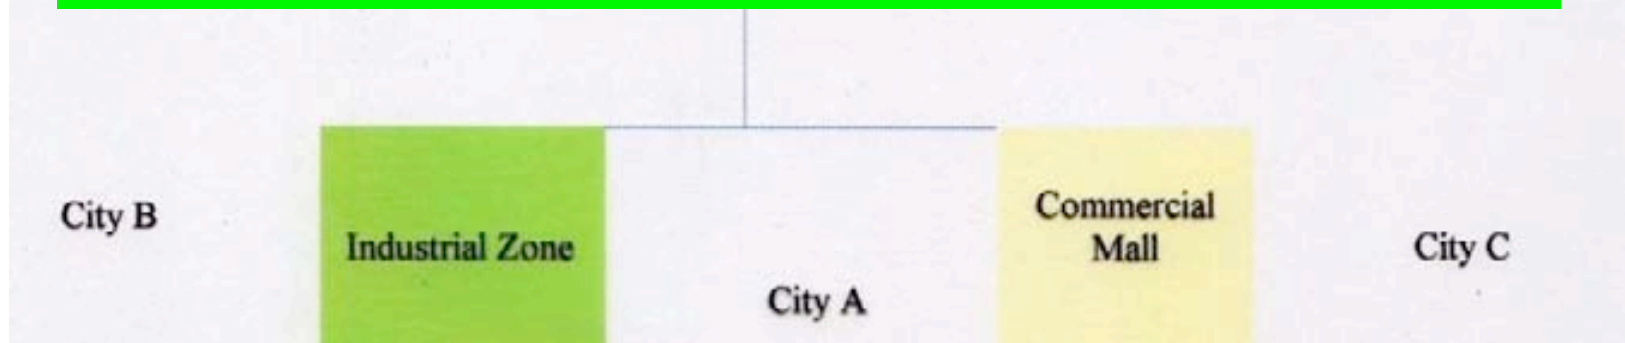 City B
Industrial Zone
City A
Commercial
Mall
City C